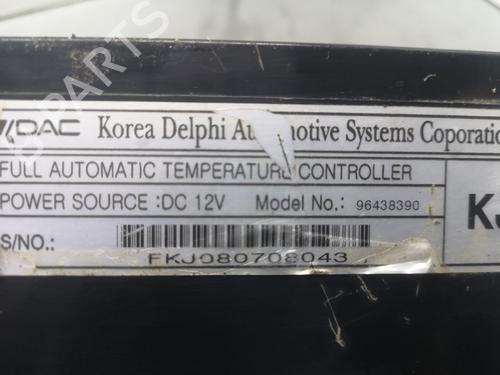 KDAC Korea Delphi Automotive Systems Coporation
FULL AUTOMATIC TEMPERATURE CONTROLLER
POWER SOURCE :DC 12V Model No.: 96438390
KJ
S/NO.:
FKJ080708043
PARTS